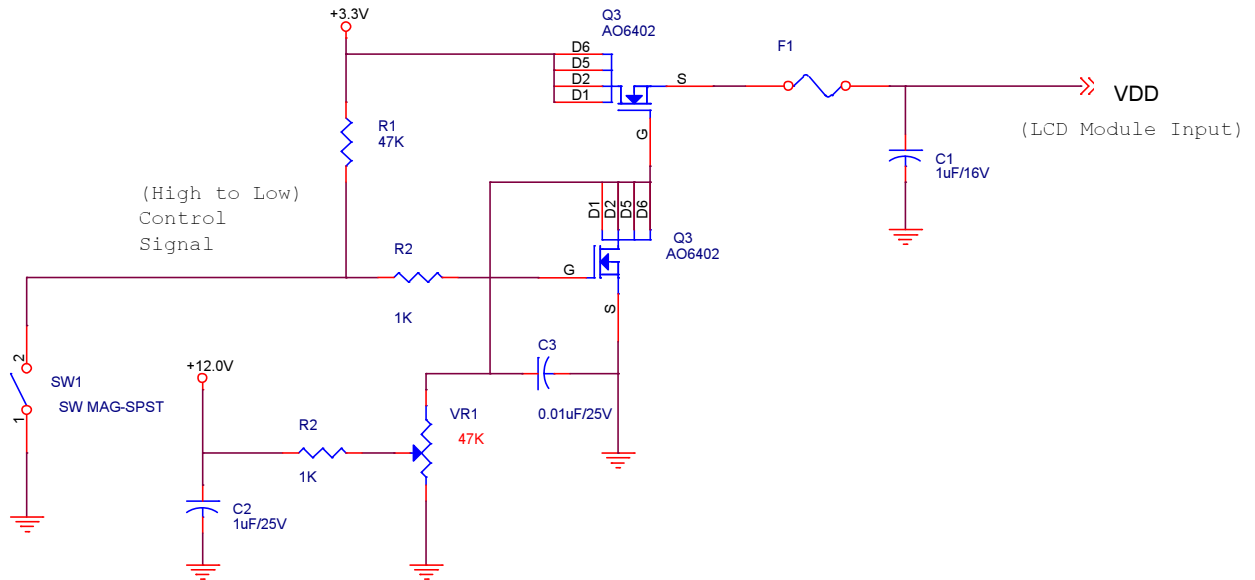 +3.3V
Q3
AO6402
F1
D6
D5
D2
D1
S
G
VDD
(LCD Module Input)
R1
47K
C1
1uF/16V
(High to Low)
Control
Signal
D1
D2
D5
D6
Q3
AO6402
R2
1K
G
S
C3
0.01uF/25V
2
1
SW1
SW MAG-SPST
+12.0V
R2
1K
VR1
47K
C2
1uF/25V